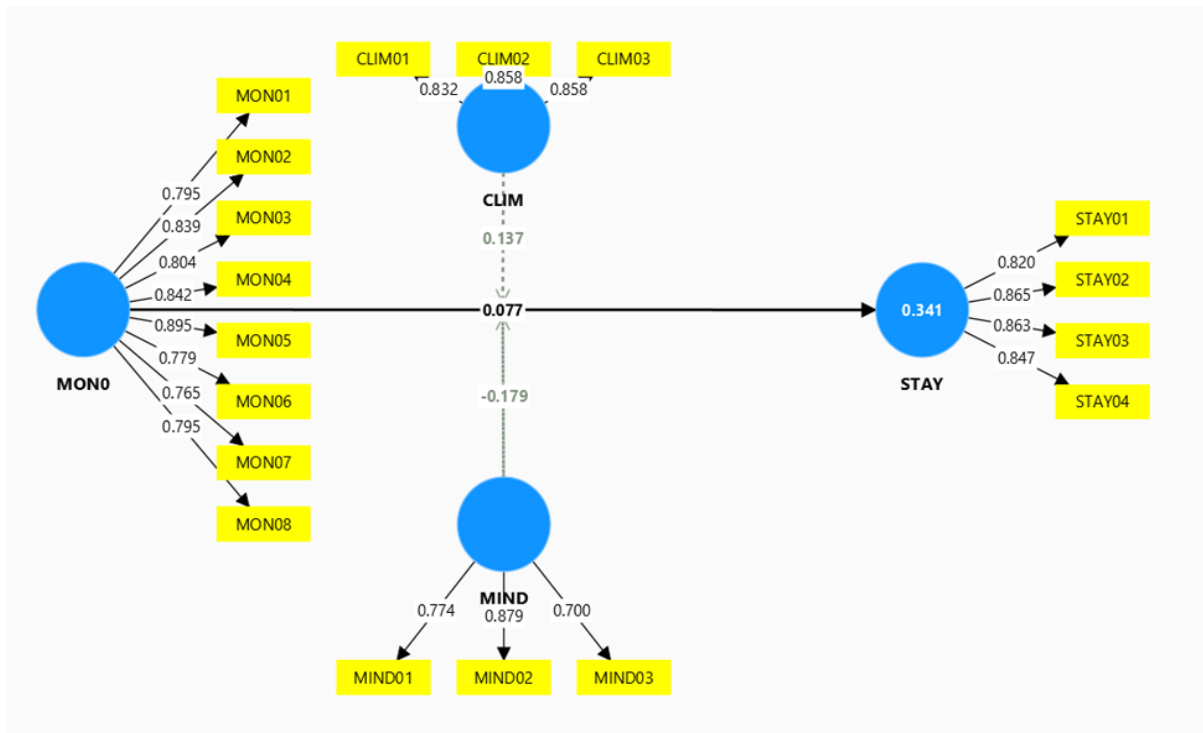 CLIM01
CLIM02
CLIM03
0.832
0.858
0.858
CLIM
MON01
MON02
MON03
MON04
MON05
MON06
MON07
MON08
0.795
0.839
0.804
0.842
0.895
0.779
0.765
0.795
MON0
0.137
0.077
-0.179
MIND
0.774
0.879
0.700
MIND01
MIND02
MIND03
0.341
STAY
0.820
0.865
0.863
0.847
STAY01
STAY02
STAY03
STAY04